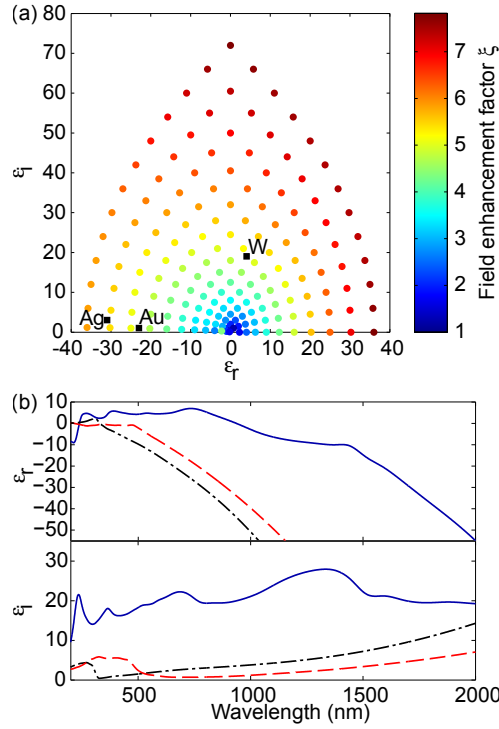 (a)
80
70
60
50
40
30
20
10
0
εi
-40 -30 -20 -10 0 10 20 30 40
εr
Ag
Au
W
7
6
5
4
3
2
1
Field enhancement factor ξ
(b)
10
0
−10
−20
−30
−40
−50
εr
30
20
10
0
εi
500 1000 1500 2000
Wavelength (nm)